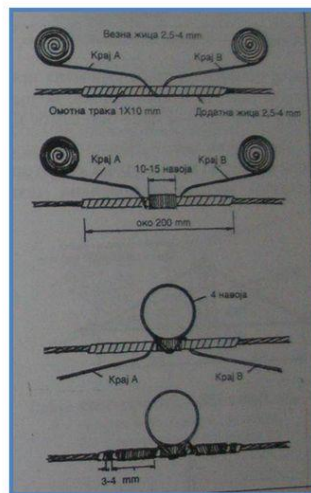 Везна жица 2,5-4 mm
Крај А
Крај В
Омотна трака 1X10 mm
Додатна жица 2,5-4 mm
Крај А
10-15 навоја
Крај В
око 200 mm
4 навоја
Крај А
Крај В
3-4 mm